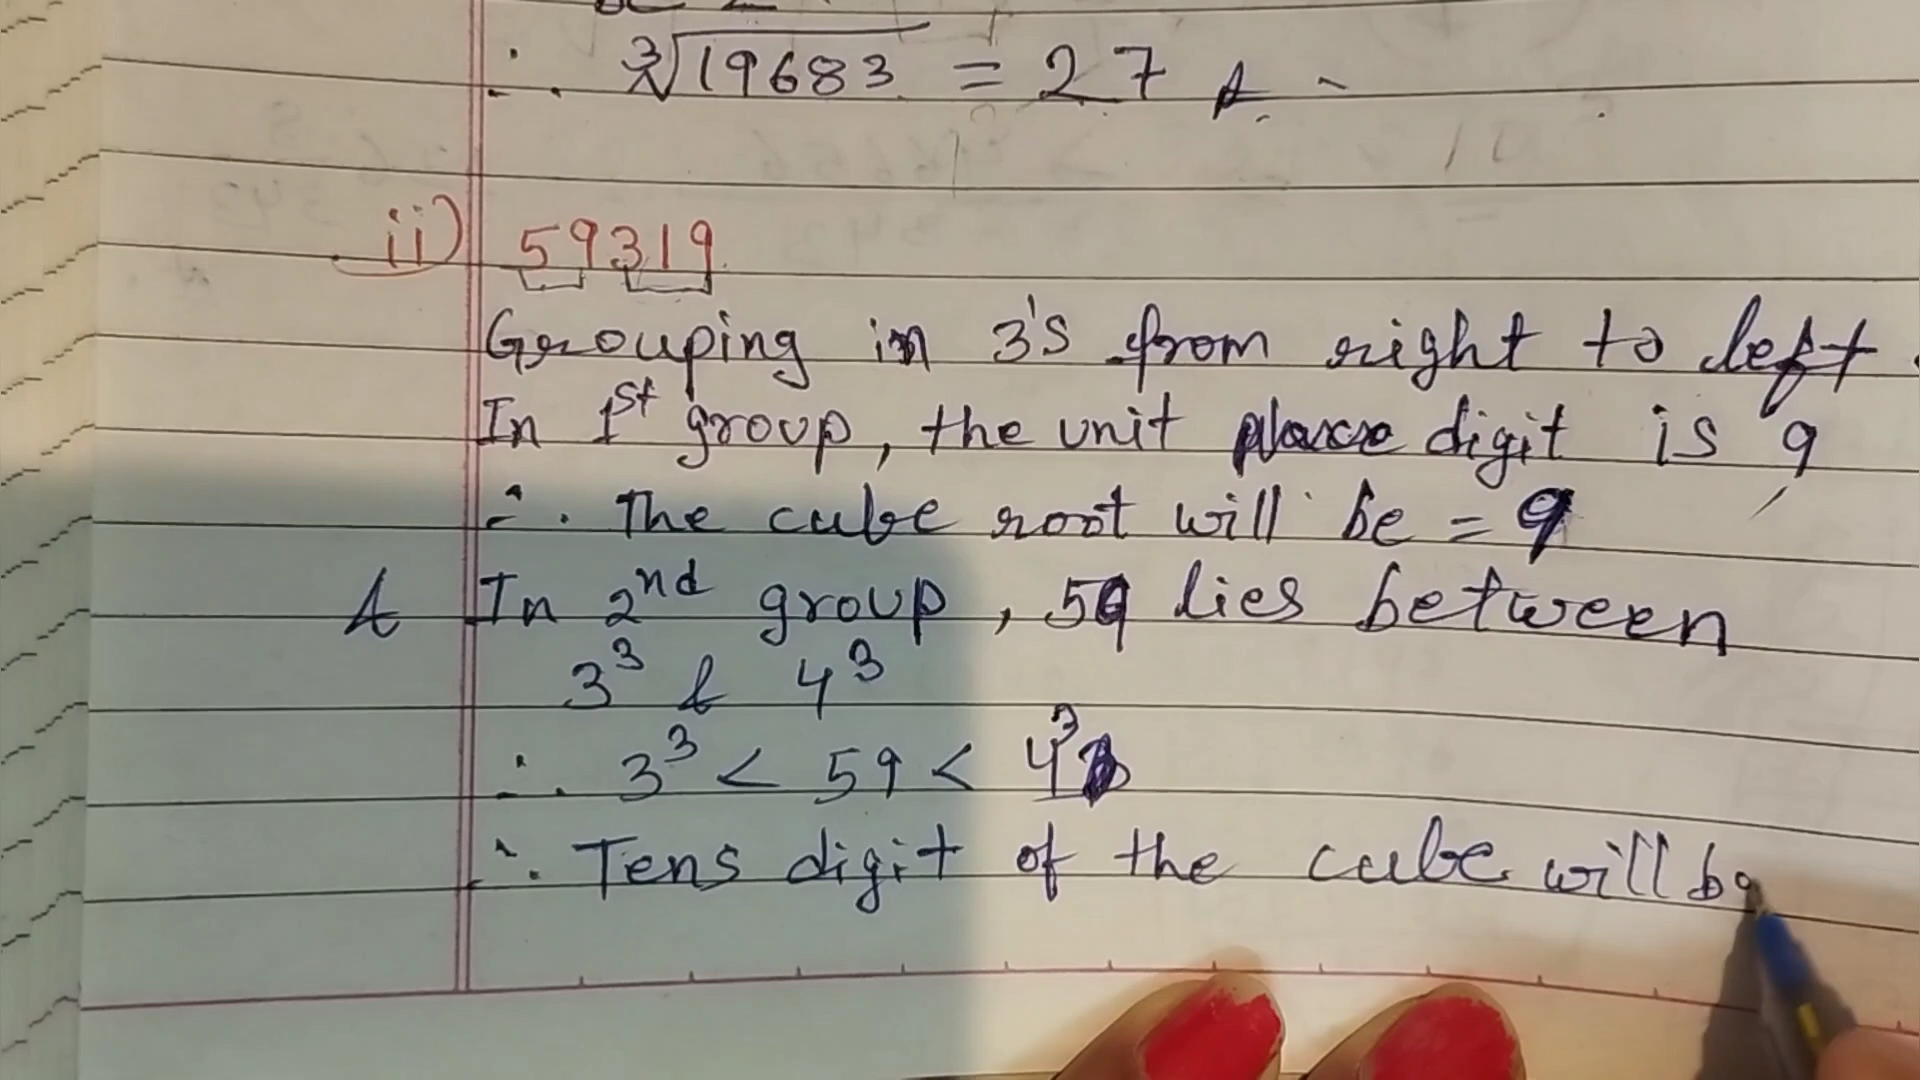 ∴ ∛19683 = 27 A.
ii) 59319
Grouping in 3's from right to left.
In 1st group, the unit place digit is 9
∴ The cube root will be = 9
& In 2nd group, 59 lies between
3³ & 4³
∴ 3³ < 59 < 4³
∴ Tens digit of the cube will be